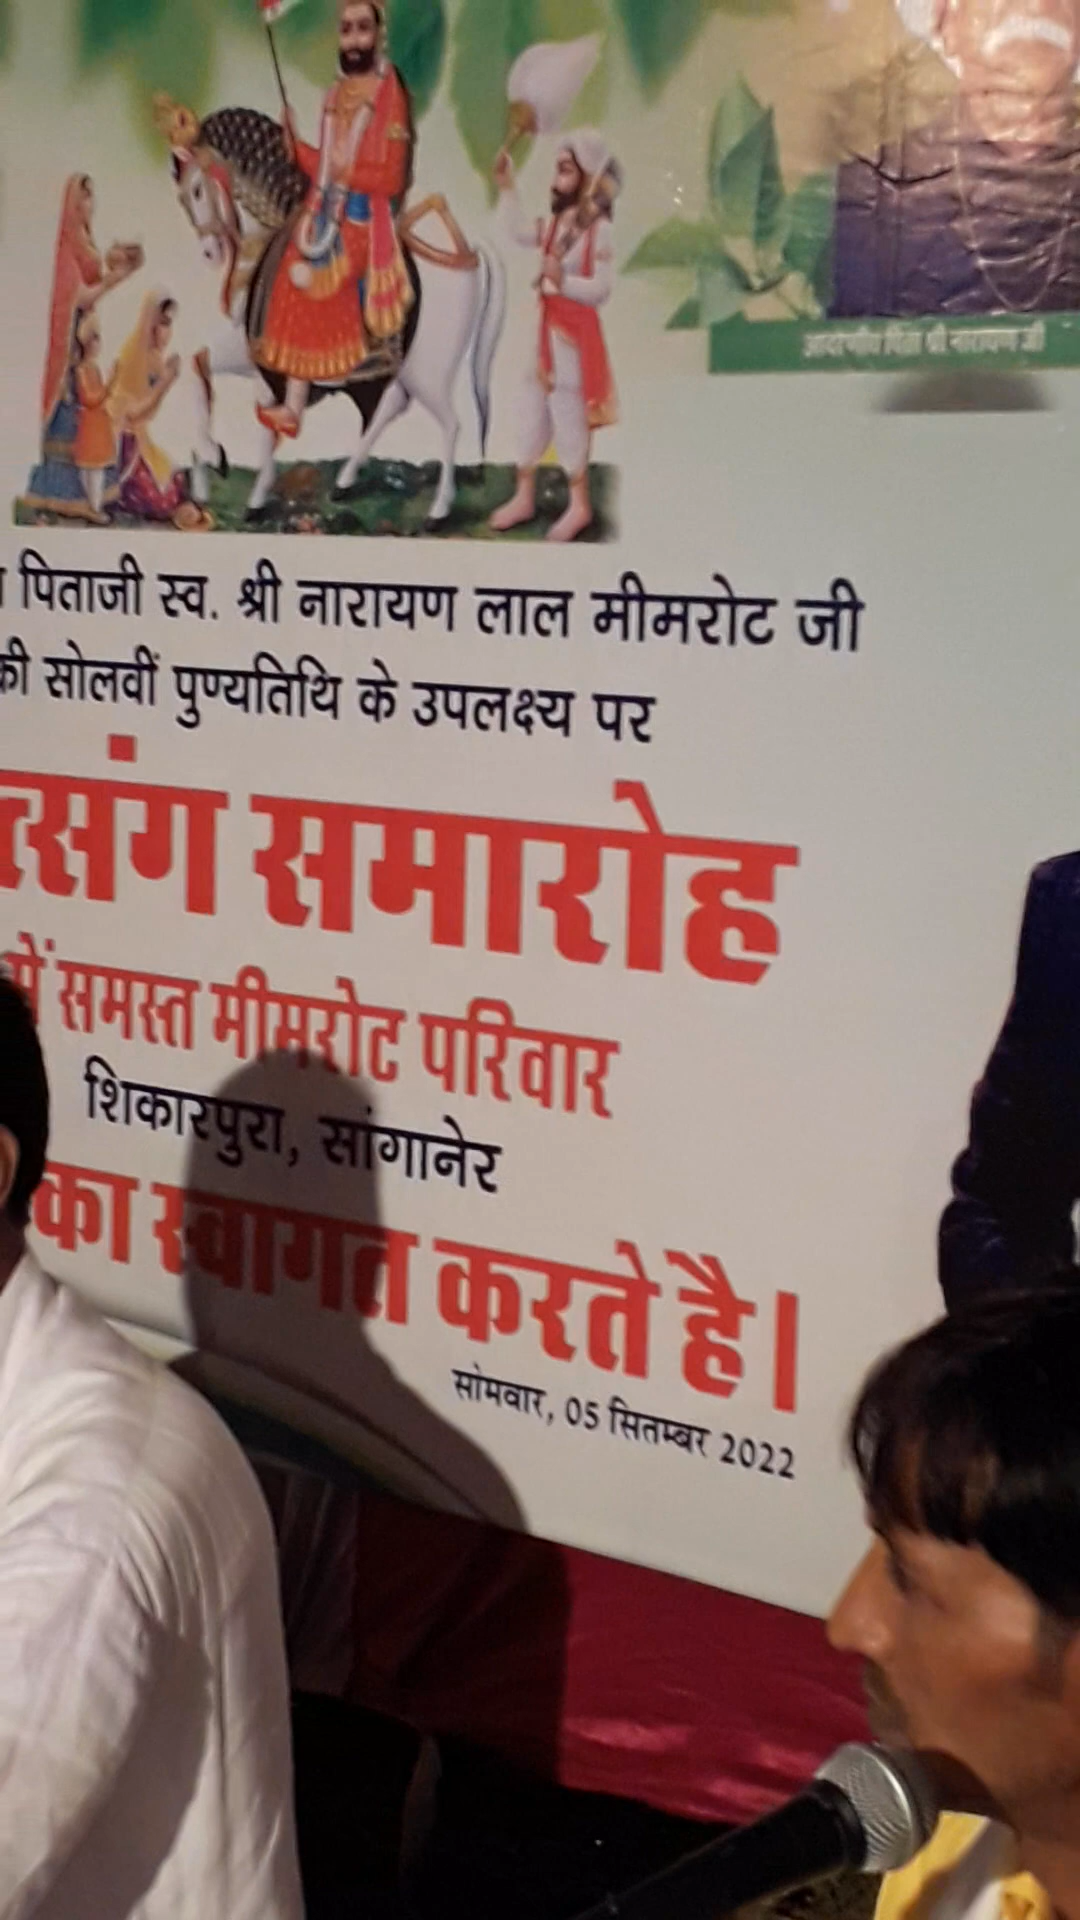 आदरणीय पिता श्री नारायण जी
पिताजी स्व. श्री नारायण लाल मीमरोट जी
की सोलवीं पुण्यतिथि के उपलक्ष्य पर
त्संग समारोह
में समस्त मीमरोट परिवार
शिकारपुरा, सांगानेर
का स्वागत करते है।
सोमवार, 05 सितम्बर 2022